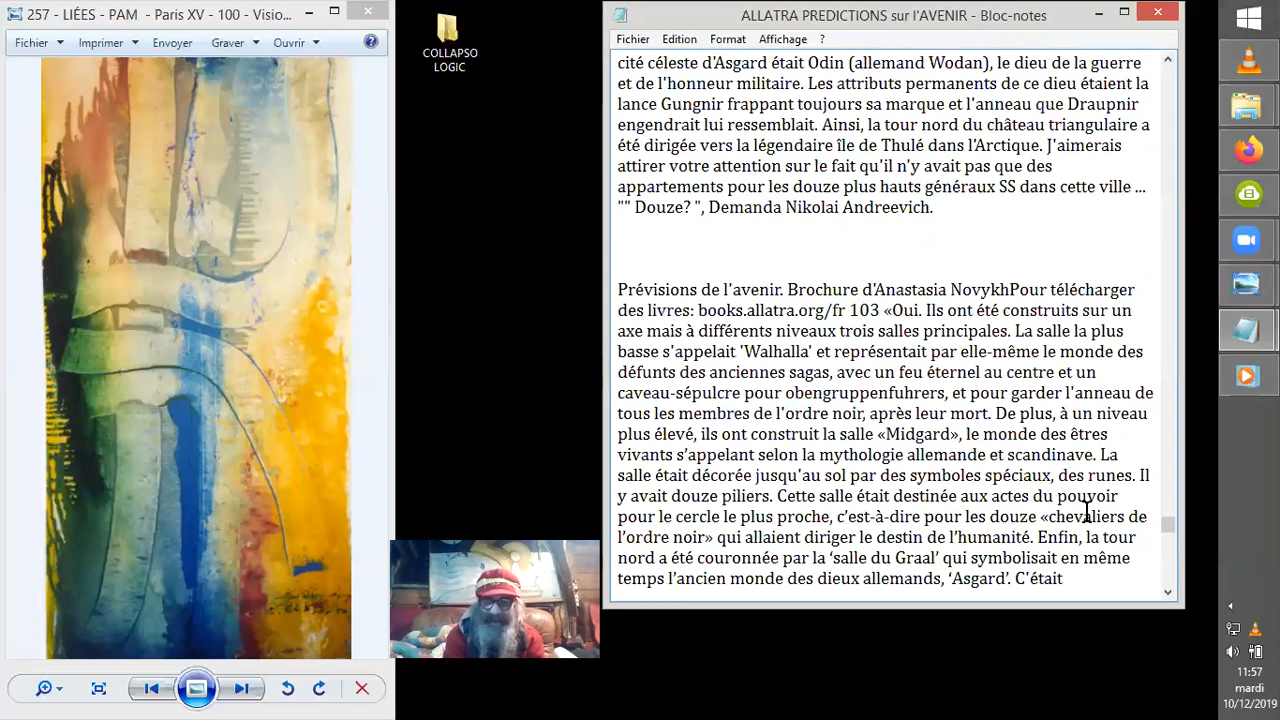 257 - LIÉES - PAM - Paris XV - 100 - Visio...
Fichier
Imprimer
Envoyer
Graver
Ouvrir
COLLAPSO
LOGIC
ALLATRA PREDICTIONS sur l'AVENIR - Bloc-notes
Fichier Edition Format Affichage ?
cité céleste d'Asgard était Odin (allemand Wodan), le dieu de la guerre
et de l'honneur militaire. Les attributs permanents de ce dieu étaient la
lance Gungnir frappant toujours sa marque et l'anneau que Draupnir
engendrait lui ressemblait. Ainsi, la tour nord du château triangulaire a
été dirigée vers la légendaire île de Thulé dans l'Arctique. J'aimerais
attirer votre attention sur le fait qu'il n'y avait pas que des
appartements pour les douze plus hauts généraux SS dans cette ville ...
"" Douze? ", Demanda Nikolai Andreevich.
Prévisions de l'avenir. Brochure d'Anastasia NovykhPour télécharger
des livres: books.allatra.org/fr 103 «Oui. Ils ont été construits sur un
axe mais à différents niveaux trois salles principales. La salle la plus
basse s'appelait 'Walhalla' et représentait par elle-même le monde des
défunts des anciennes sagas, avec un feu éternel au centre et un
caveau-sépulcre pour obengruppenfuhrers, et pour garder l'anneau de
tous les membres de l'ordre noir, après leur mort. De plus, à un niveau
plus élevé, ils ont construit la salle «Midgard», le monde des êtres
vivants s’appelant selon la mythologie allemande et scandinave. La
salle était décorée jusqu'au sol par des symboles spéciaux, des runes. Il
y avait douze piliers. Cette salle était destinée aux actes du pouvoir
pour le cercle le plus proche, c’est-à-dire pour les douze «chevaliers de
l’ordre noir» qui allaient diriger le destin de l’humanité. Enfin, la tour
nord a été couronnée par la ‘salle du Graal’ qui symbolisait en même
temps l’ancien monde des dieux allemands, ‘Asgard’. C'était
11:57
mardi
10/12/2019